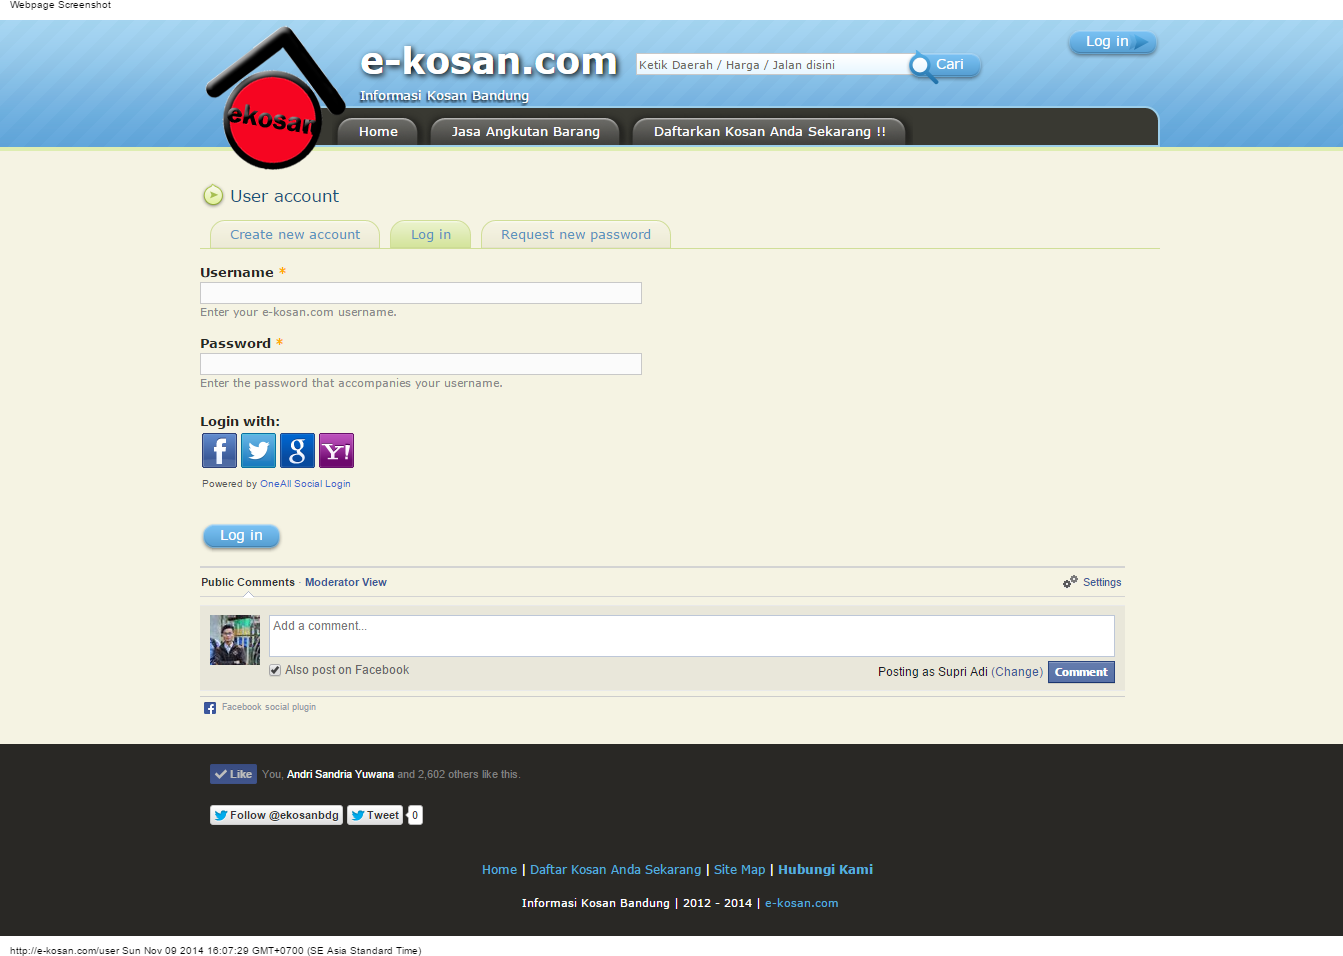 Webpage Screenshot
Log in
e-kosan.com
Ketik Daerah / Harga / Jalan disini
Cari
Informasi Kosan Bandung
ekosan
Home
Jasa Angkutan Barang
Daftarkan Kosan Anda Sekarang !!
User account
Create new account
Log in
Request new password
Username *
Enter your e-kosan.com username.
Password *
Enter the password that accompanies your username.
Login with:
f
g
Y!
Powered by OneAll Social Login
Log in
Public Comments · Moderator View
Settings
Add a comment...
Also post on Facebook
Posting as Supri Adi (Change)
Comment
Facebook social plugin
Like
You, Andri Sandria Yuwana and 2,602 others like this.
Follow @ekosanbdg
Tweet
0
Home | Daftar Kosan Anda Sekarang | Site Map | Hubungi Kami
Informasi Kosan Bandung | 2012 - 2014 | e-kosan.com
http://e-kosan.com/user Sun Nov 09 2014 16:07:29 GMT+0700 (SE Asia Standard Time)